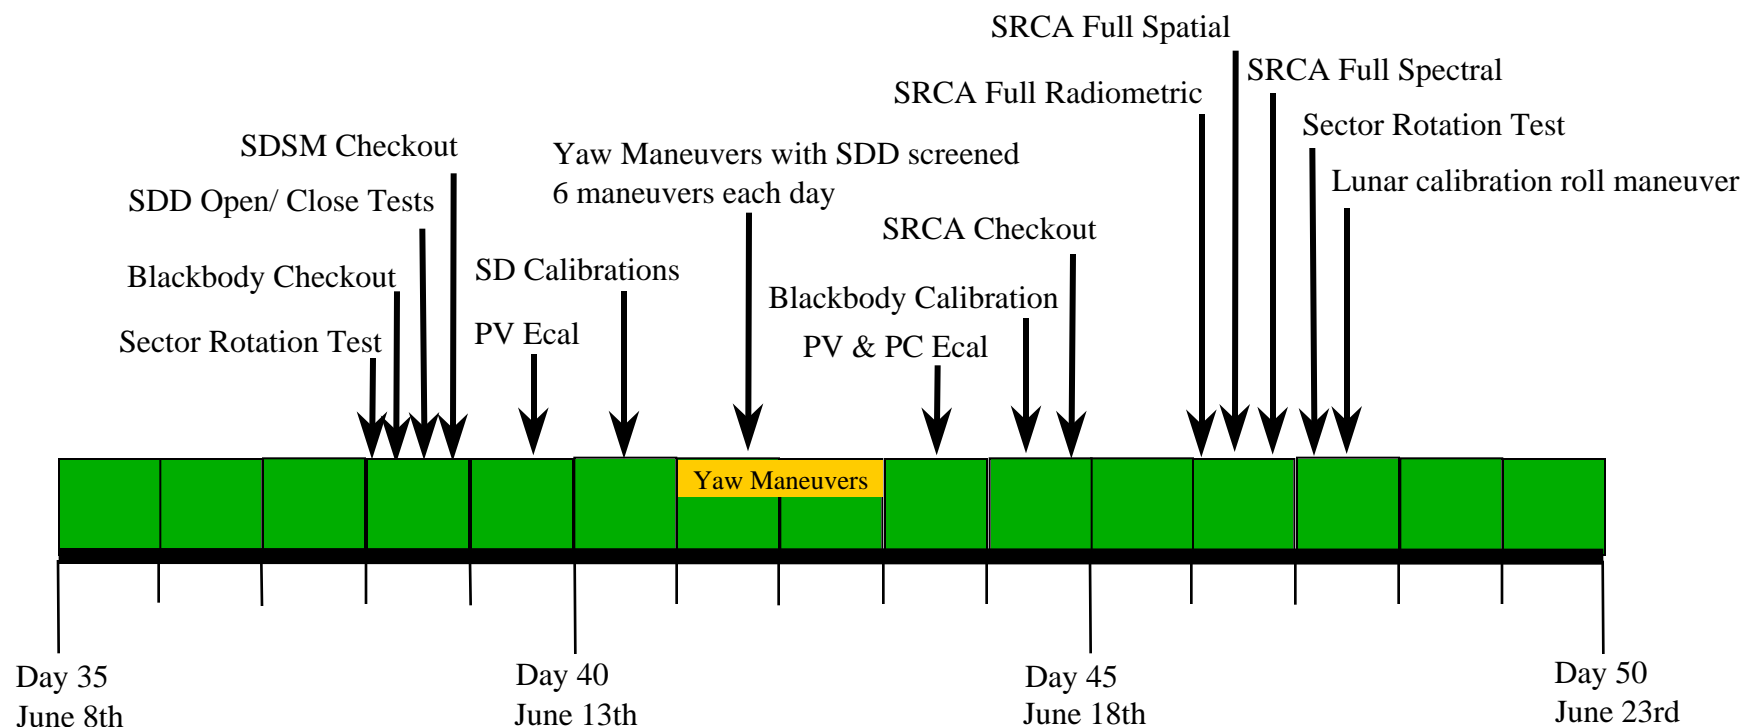 SRCA Full Spatial
SRCA Full Spectral
SRCA Full Radiometric
Sector Rotation Test
SDSM Checkout
Yaw Maneuvers with SDD screened
6 maneuvers each day
Lunar calibration roll maneuver
SDD Open/ Close Tests
SRCA Checkout
Blackbody Checkout
SD Calibrations
Blackbody Calibration
Sector Rotation Test
PV Ecal
PV & PC Ecal
Yaw Maneuvers
Day 35
June 8th
Day 40
June 13th
Day 45
June 18th
Day 50
June 23rd